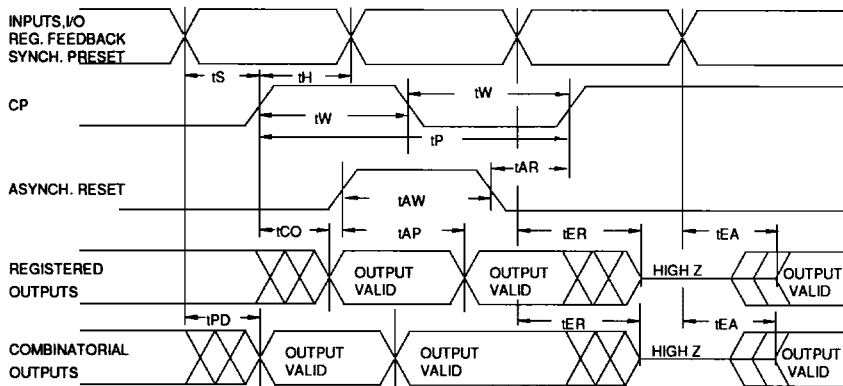 INPUTS,I/O
REG. FEEDBACK
SYNCH. PRESET
tS
tH
CP
tW
tW
tP
tAR
ASYNCH. RESET
tAW
tCO
tAP
tER
tEA
REGISTERED
OUTPUTS
OUTPUT
VALID
OUTPUT
VALID
HIGH Z
OUTPUT
VALID
tPD
tER
tEA
COMBINATORIAL
OUTPUTS
OUTPUT
VALID
OUTPUT
VALID
HIGH Z
OUTPUT
VALID